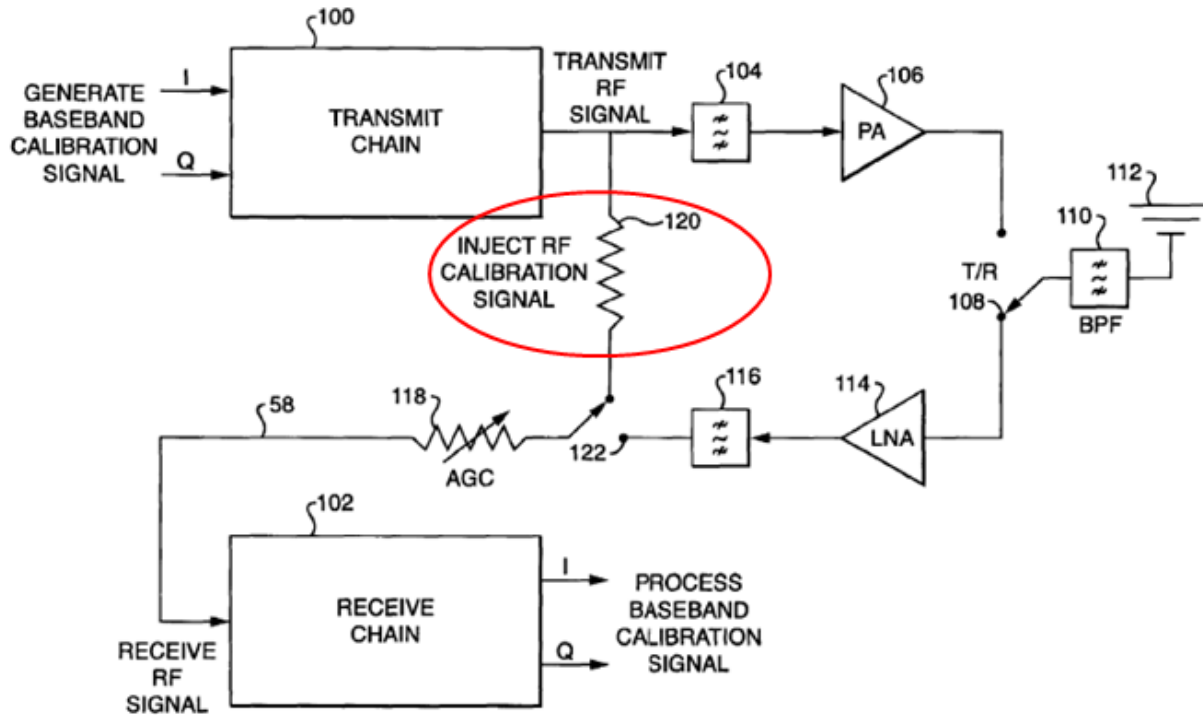 100
I
GENERATE
BASEBAND
CALIBRATION
SIGNAL
Q
TRANSMIT
CHAIN
TRANSMIT
RF
SIGNAL
104
106
PA
112
110
T/R
108
BPF
120
INJECT RF
CALIBRATION
SIGNAL
58
118
AGC
122
116
114
LNA
102
RECEIVE
CHAIN
I
Q
RECEIVE
RF
SIGNAL
PROCESS
BASEBAND
CALIBRATION
SIGNAL